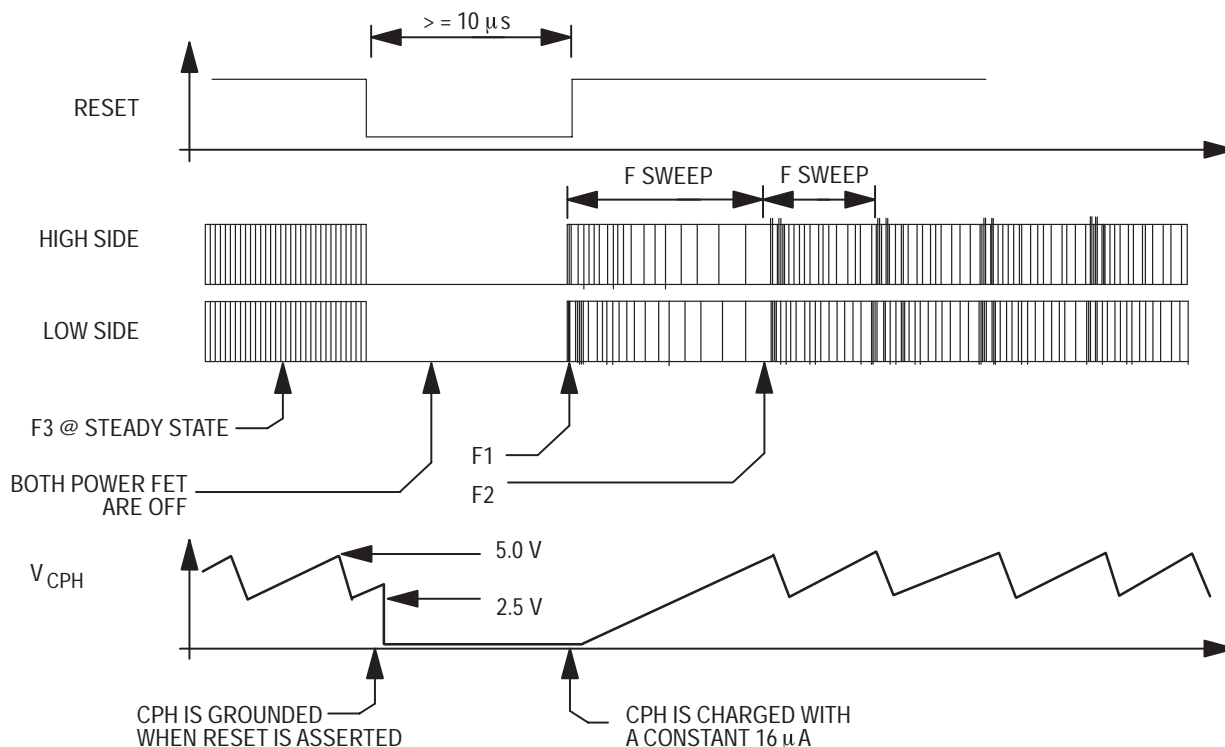 > = 10 µs
RESET
F SWEEP
F SWEEP
HIGH SIDE
LOW SIDE
F3 @ STEADY STATE
F1
BOTH POWER FET
ARE OFF
F2
5.0 V
V CPH
2.5 V
CPH IS GROUNDED
WHEN RESET IS ASSERTED
CPH IS CHARGED WITH
A CONSTANT 16 µA